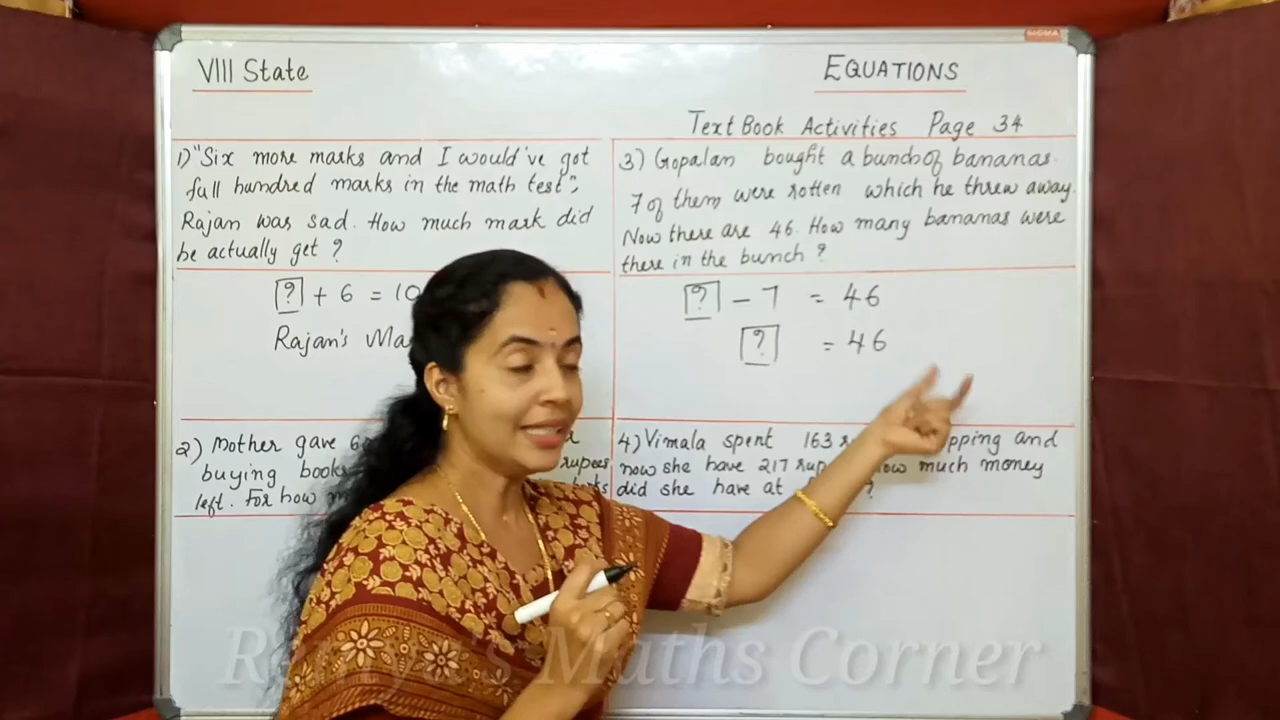 SIGMA
VIII State
EQUATIONS
Text Book Activities Page 34
1) "Six more marks and I would've got
full hundred marks in the math test",
Rajan was sad. How much mark did
he actually get ?
? + 6 = 10
Rajan's Ma
2) Mother gave
buying books
rupees
left. For how
3) Gopalan bought a bunch of bananas.
7 of them were rotten which he threw away.
Now there are 46. How many bananas were
there in the bunch ?
? - 7 = 46
? = 46
4) Vimala spent 163 and
now she have 217 much money
did she have at ?
Remya's Maths Corner